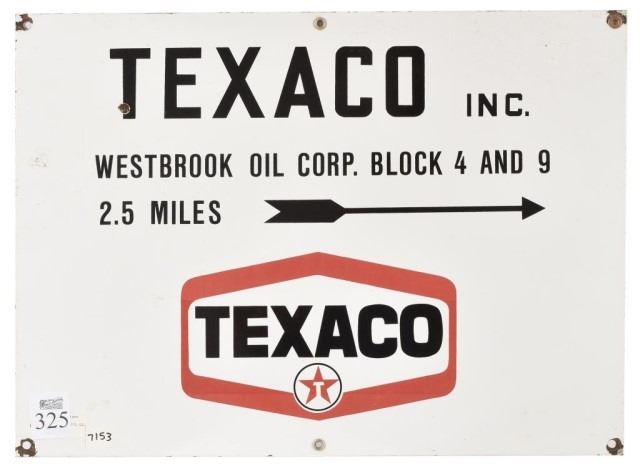 TEXACO INC.
WESTBROOK OIL CORP. BLOCK 4 AND 9
2.5 MILES
TEXACO
T
325
7153